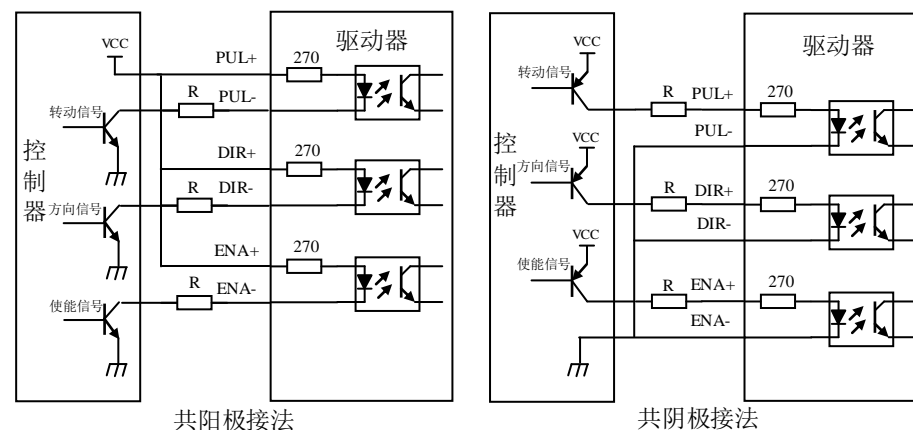 驱动器
VCC
PUL+
270
R
PUL-
转动信号
控制器
DIR+
270
R
DIR-
方向信号
ENA+
270
R
ENA-
使能信号
共阳极接法
驱动器
VCC
转动信号
R
PUL+
270
PUL-
控制器
VCC
方向信号
R
DIR+
270
DIR-
VCC
使能信号
R
ENA+
270
ENA-
共阴极接法